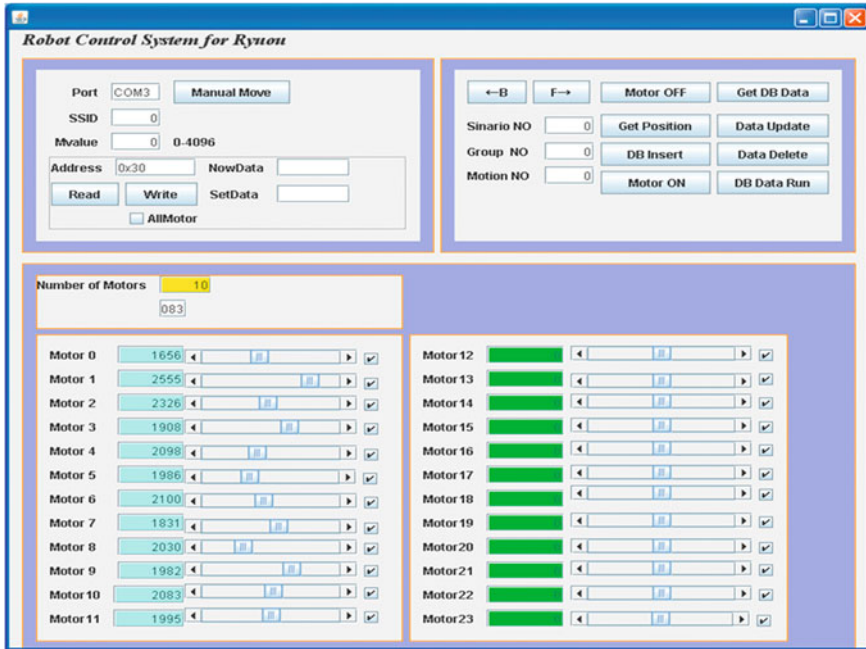 Robot Control System for Ryuou
Port COM3 Manual Move
SSID 0
Mvalue 0 0-4096
Address 0x30 NowData
Read Write SetData
AllMotor
←B F→ Motor OFF Get DB Data
Sinario NO 0 Get Position Data Update
Group NO 0 DB Insert Data Delete
Motion NO 0 Motor ON DB Data Run
Number of Motors 10
083
Motor 0 1656
Motor 1 2555
Motor 2 2326
Motor 3 1908
Motor 4 2098
Motor 5 1986
Motor 6 2100
Motor 7 1831
Motor 8 2030
Motor 9 1982
Motor10 2083
Motor11 1995
Motor12
Motor13
Motor14
Motor15
Motor16
Motor17
Motor18
Motor19
Motor20
Motor21
Motor22
Motor23